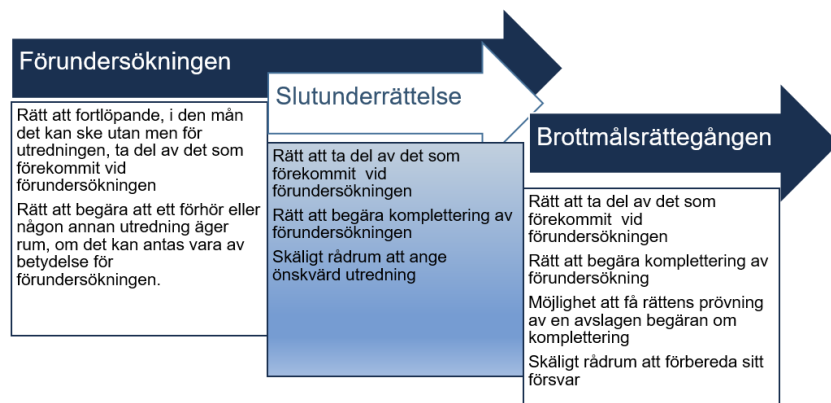 Förundersökningen
Rätt att fortlöpande, i den mån
det kan ske utan men för
utredningen, ta del av det som
förekommit vid
förundersökningen
Rätt att begära att ett förhör eller
någon annan utredning äger
rum, om det kan antas vara av
betydelse för
förundersökningen.
Slutunderrättelse
Rätt att ta del av det som
förekommit vid
förundersökningen
Rätt att begära komplettering av
förundersökningen
Skäligt rådrum att ange
önskvärd utredning
Brottmålsrättegången
Rätt att ta del av det som
förekommit vid
förundersökningen
Rätt att begära komplettering av
förundersökning
Möjlighet att få rättens prövning
av en avslagen begäran om
komplettering
Skäligt rådrum att förbereda sitt
försvar